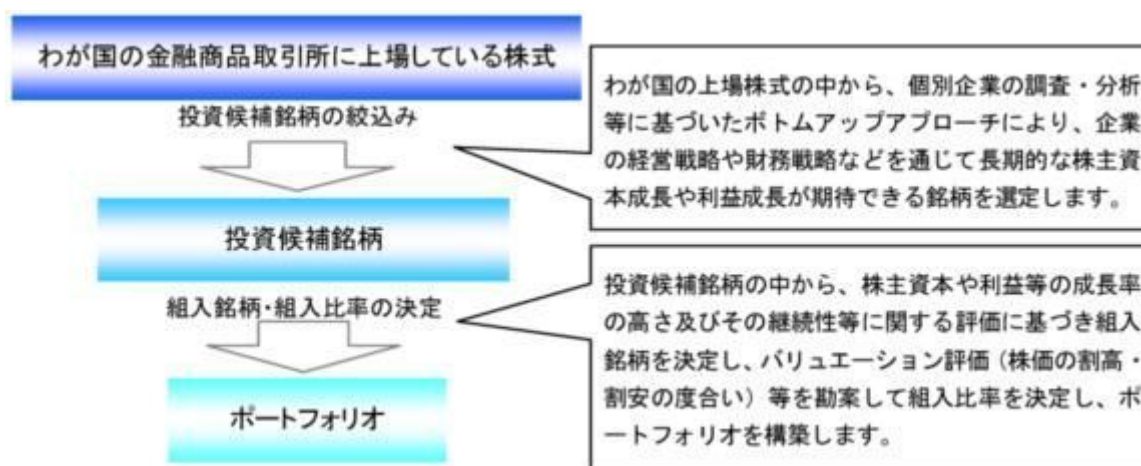 わが国の金融商品取引所に上場している株式
投資候補銘柄の絞込み
わが国の上場株式の中から、個別企業の調査・分析
等に基づいたボトムアップアプローチにより、企業
の経営戦略や財務戦略などを通じて長期的な株主資
本成長や利益成長が期待できる銘柄を選定します。
投資候補銘柄
組入銘柄・組入比率の決定
投資候補銘柄の中から、株主資本や利益等の成長率
の高さ及びその継続性等に関する評価に基づき組入
銘柄を決定し、バリュエーション評価（株価の割高・
割安の度合い）等を勘案して組入比率を決定し、ポ
ートフォリオを構築します。
ポートフォリオ